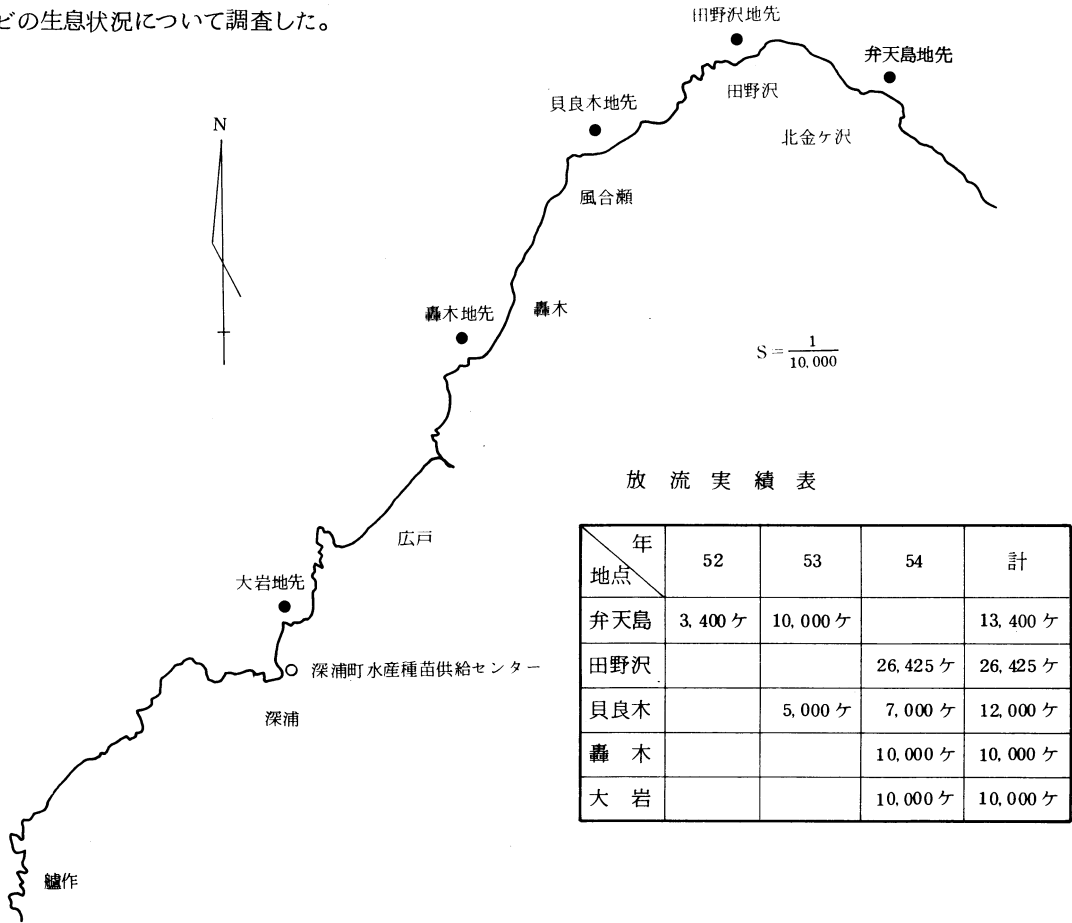 ビの生息状況について調査した。
田野沢地先
弁天島地先
田野沢
貝良木地先
北金ケ沢
N
風合瀬
轟木地先
轟木
S=1/10,000
放流実績表
年
地点
52 53 54 計
弁天島 3,400ケ 10,000ケ 13,400ケ
田野沢 26,425ケ 26,425ケ
貝良木 5,000ケ 7,000ケ 12,000ケ
轟木 10,000ケ 10,000ケ
大岩 10,000ケ 10,000ケ
広戸
大岩地先
深浦町水産種苗供給センター
深浦
艫作